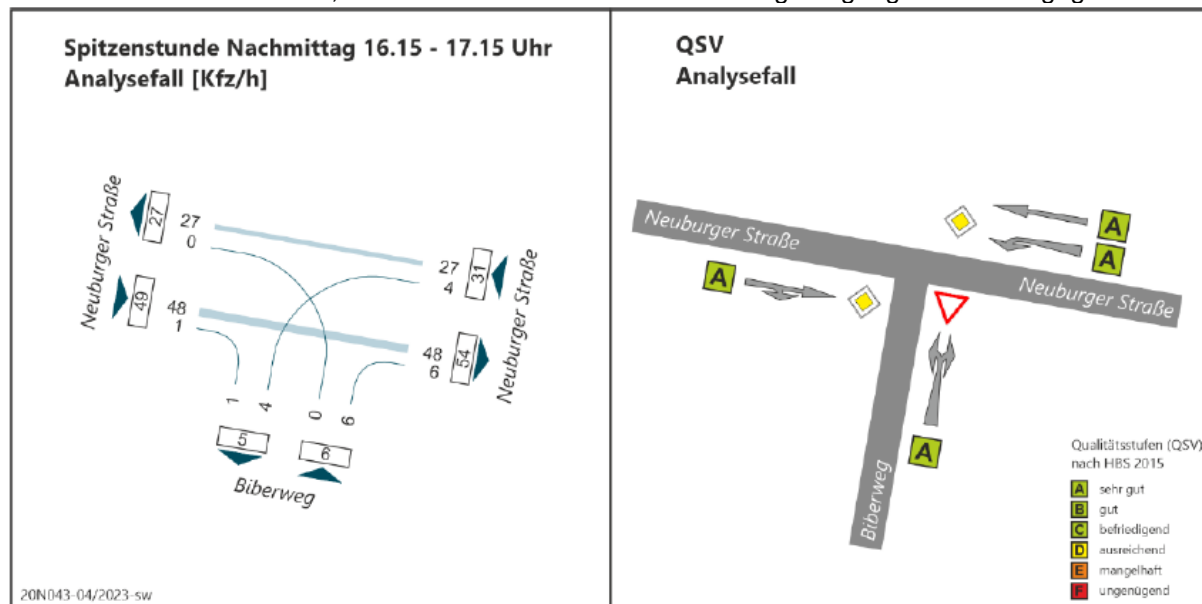 Spitzenstunde Nachmittag 16.15 - 17.15 Uhr
Analysefall [Kfz/h]
Neuburger Straße
27
27
0
49
48
1
27
4
31
48
6
54
Neuburger Straße
1
4
0
6
5
6
Biberweg
20N043-04/2023-sw
QSV
Analysefall
Neuburger Straße
A
A
A
Neuburger Straße
Biberweg
A
Qualitätsstufen (QSV)
nach HBS 2015
A sehr gut
B gut
C befriedigend
D ausreichend
E mangelhaft
F ungenügend